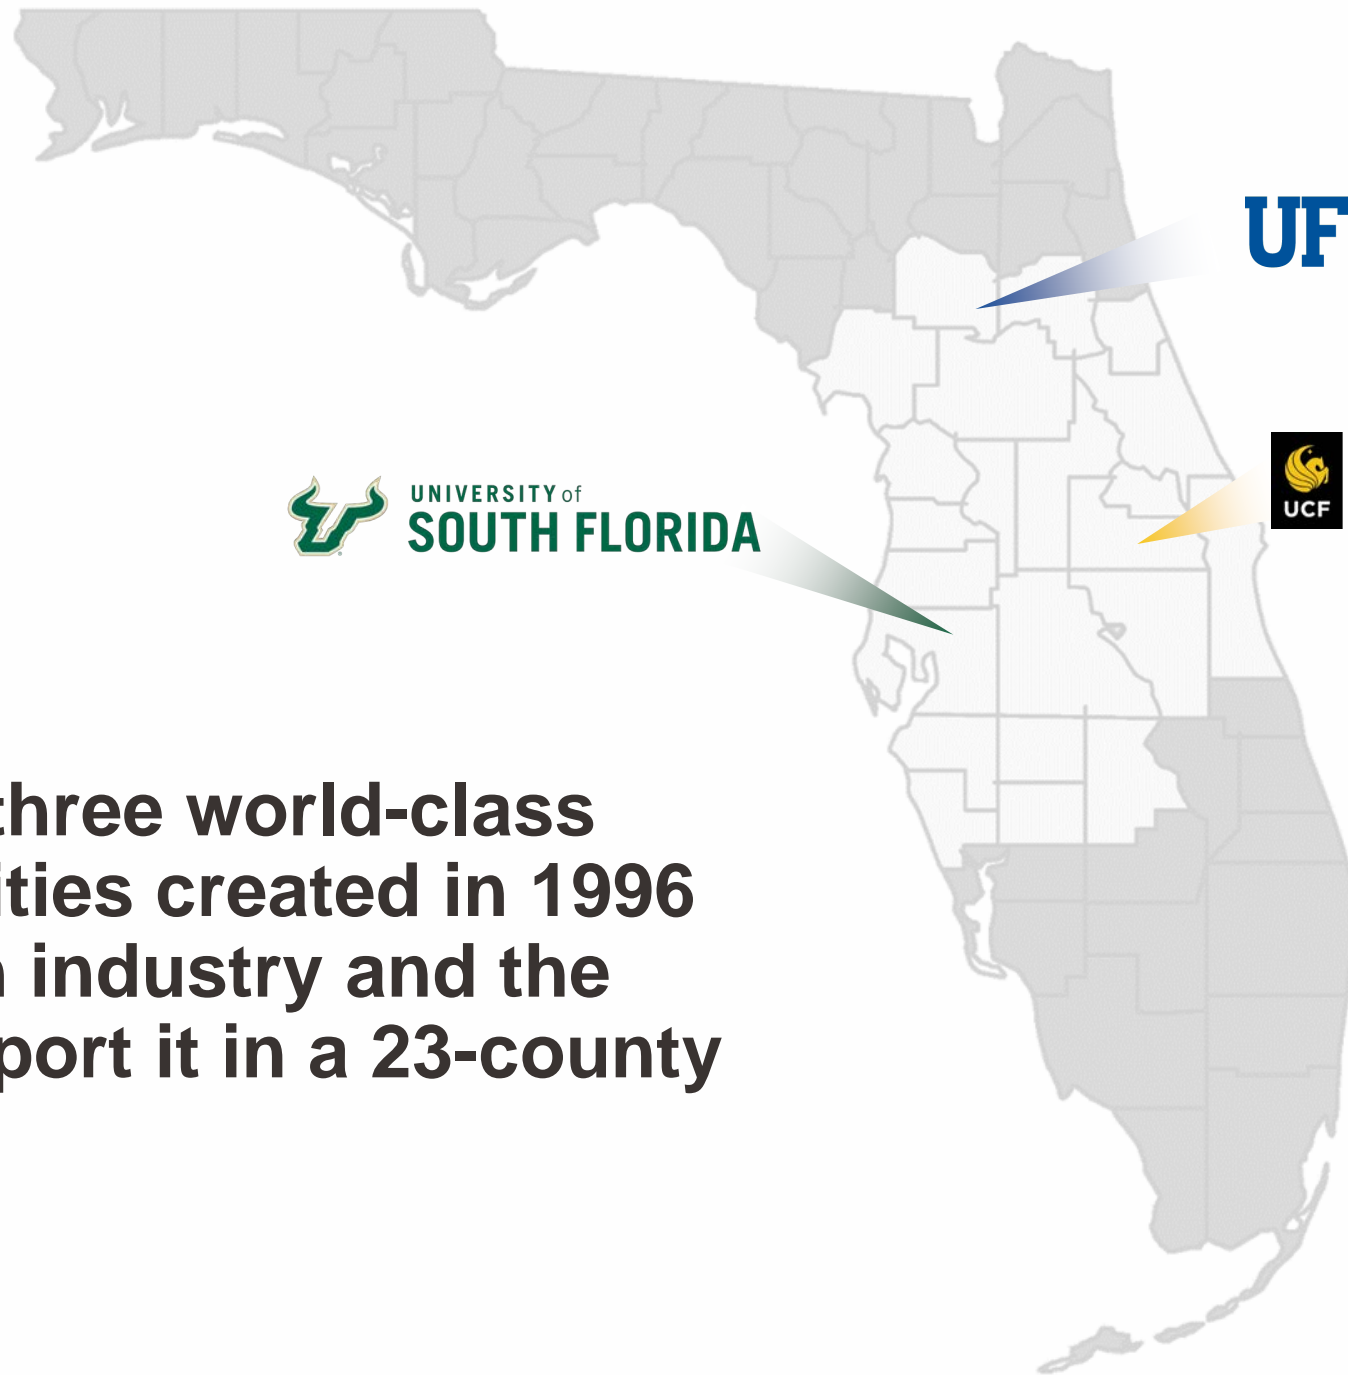 UF
UCF
UNIVERSITY of
SOUTH FLORIDA
three world-class
ities created in 1996
industry and the
port it in a 23-county